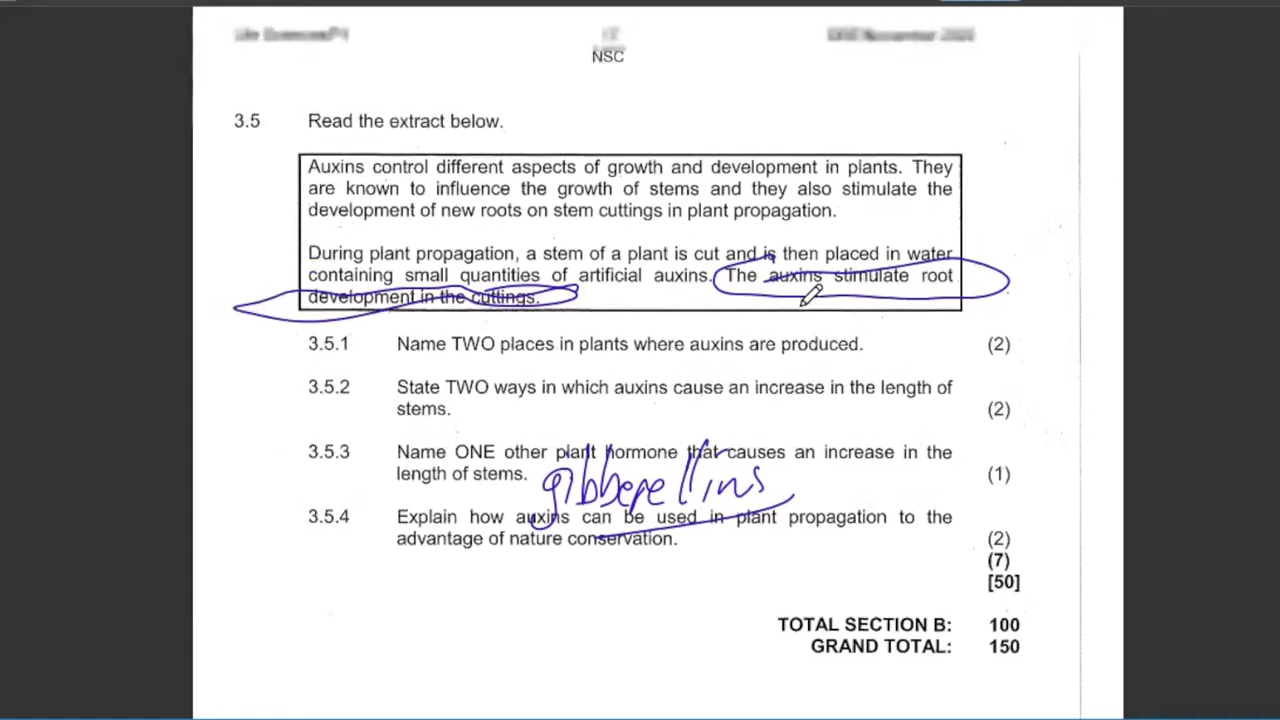 NSC
3.5 Read the extract below.
Auxins control different aspects of growth and development in plants. They
are known to influence the growth of stems and they also stimulate the
development of new roots on stem cuttings in plant propagation.
During plant propagation, a stem of a plant is cut and is then placed in water
containing small quantities of artificial auxins. The auxins stimulate root
development in the cuttings.
3.5.1 Name TWO places in plants where auxins are produced. (2)
3.5.2 State TWO ways in which auxins cause an increase in the length of
stems. (2)
3.5.3 Name ONE other plant hormone that causes an increase in the
length of stems. (1)
gibberellins
3.5.4 Explain how auxins can be used in plant propagation to the
advantage of nature conservation. (2)
(7)
[50]
TOTAL SECTION B: 100
GRAND TOTAL: 150